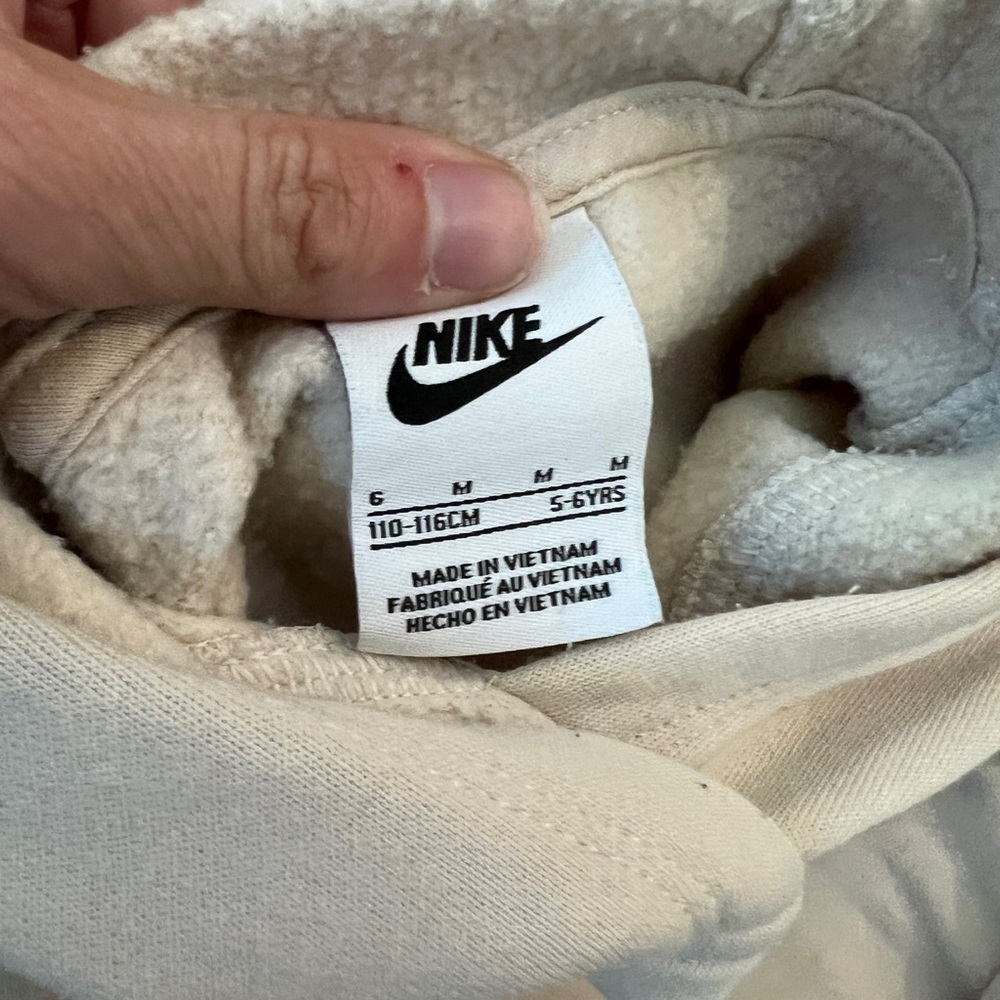 NIKE
6 M M M
110-116CM 5-6YRS
MADE IN VIETNAM
FABRIQUÉ AU VIETNAM
HECHO EN VIETNAM